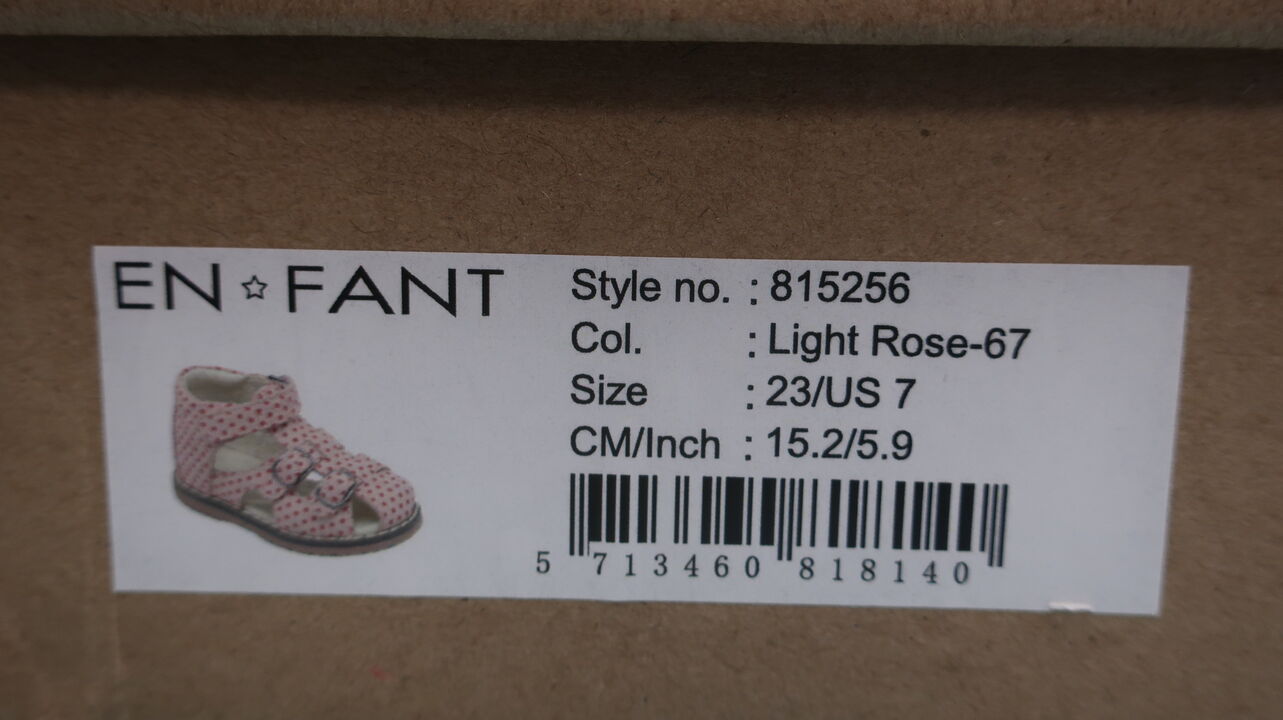 EN☆FANT
Style no. : 815256
Col. : Light Rose-67
Size : 23/US 7
CM/Inch : 15.2/5.9
5 713460 818140